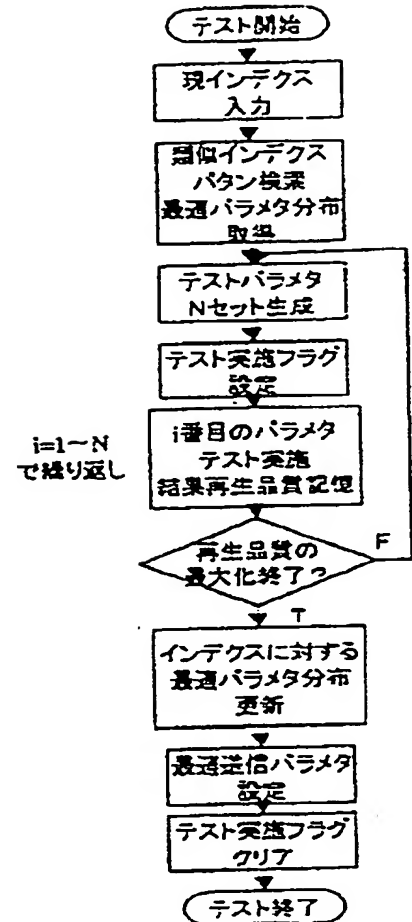 テスト開始
現インデクス
入力
類似インデクス
パタン検索
最適パラメタ分布
取得
テストパラメタ
Nセット生成
テスト実施フラグ
設定
i=1~N
で繰り返し
i番目のパラメタ
テスト実施
結果再生品質記憶
再生品質の
最大化終了?
F
T
インデクスに対する
最適パラメタ分布
更新
最適送信パラメタ
設定
テスト実施フラグ
クリア
テスト終了